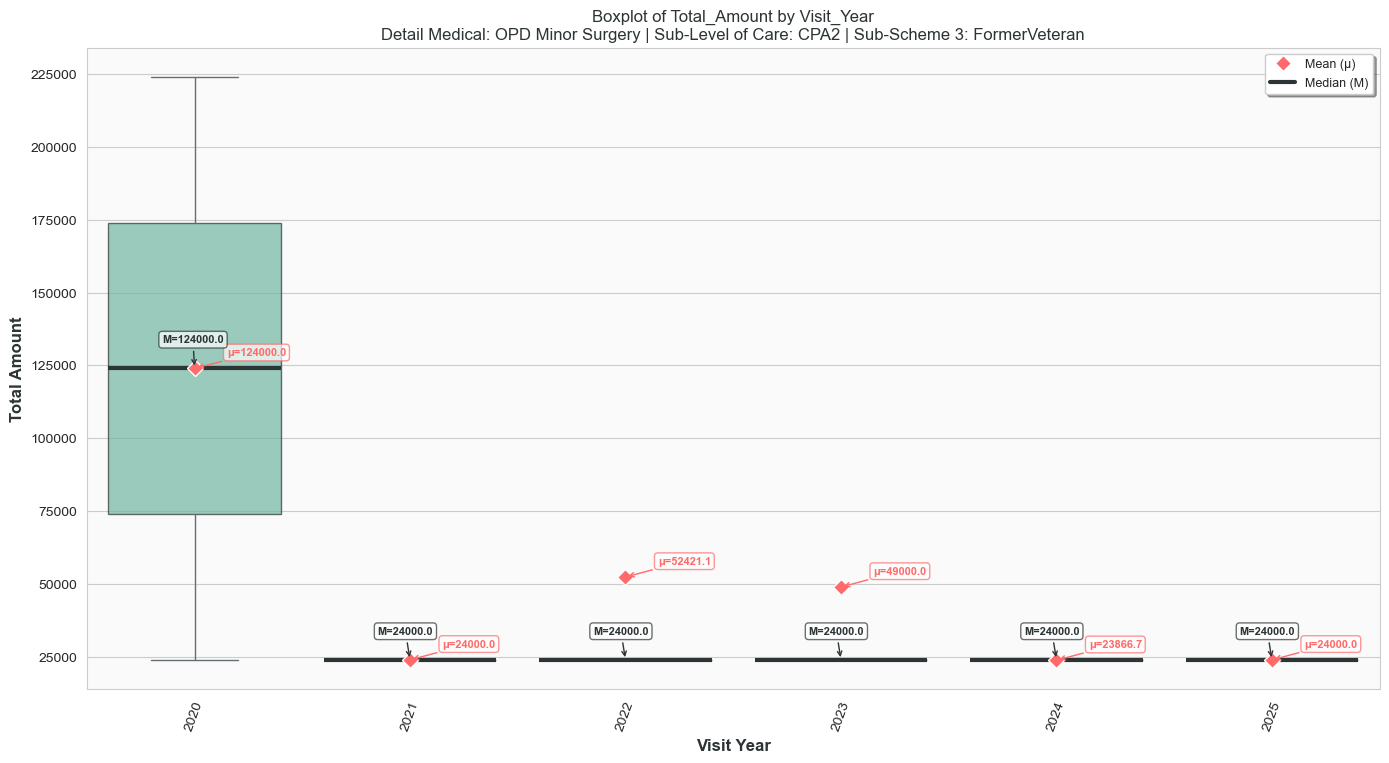 Boxplot of Total_Amount by Visit_Year
Detail Medical: OPD Minor Surgery | Sub-Level of Care: CPA2 | Sub-Scheme 3: FormerVeteran
Mean (μ)
Median (M)
Total Amount
225000
200000
175000
150000
125000
100000
75000
50000
25000
M=124000.0
μ=124000.0
M=24000.0
μ=24000.0
μ=52421.1
M=24000.0
μ=49000.0
M=24000.0
M=24000.0
μ=23866.7
M=24000.0
μ=24000.0
2020
2021
2022
2023
2024
2025
Visit Year